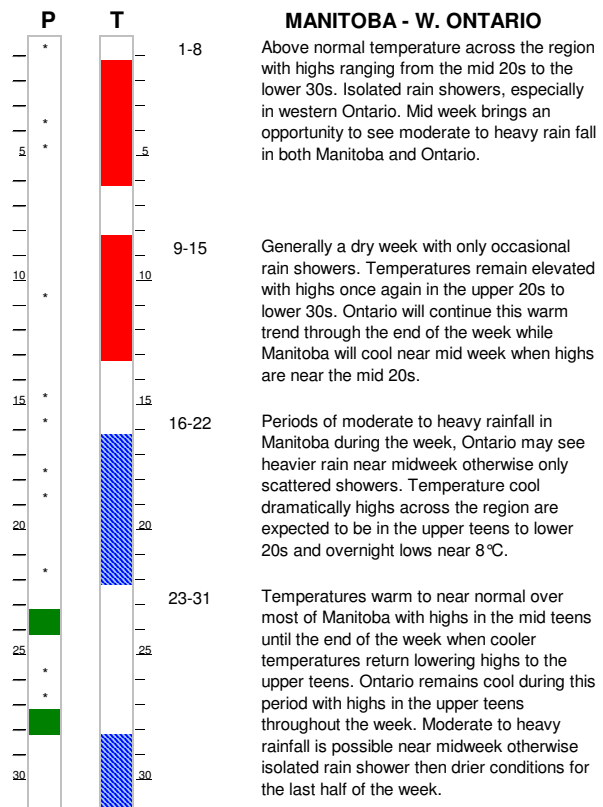 P T MANITOBA - W. ONTARIO
* 1-8 Above normal temperature across the region
with highs ranging from the mid 20s to the
lower 30s. Isolated rain showers, especially
* in western Ontario. Mid week brings an
opportunity to see moderate to heavy rain fall
5 * 5 in both Manitoba and Ontario.
9-15 Generally a dry week with only occasional
10 10 rain showers. Temperatures remain elevated
* with highs once again in the upper 20s to
lower 30s. Ontario will continue this warm
trend through the end of the week while
Manitoba will cool near mid week when highs
are near the mid 20s.
15 * 15
* 16-22 Periods of moderate to heavy rainfall in
Manitoba during the week, Ontario may see
* heavier rain near midweek otherwise only
* scattered showers. Temperature cool
dramatically highs across the region are
20 20 expected to be in the upper teens to lower
20s and overnight lows near 8°C.
*
23-31 Temperatures warm to near normal over
most of Manitoba with highs in the mid teens
until the end of the week when cooler
25 25 temperatures return lowering highs to the
* upper teens. Ontario remains cool during this
* period with highs in the upper teens
throughout the week. Moderate to heavy
rainfall is possible near midweek otherwise
30 30 isolated rain shower then drier conditions for
the last half of the week.